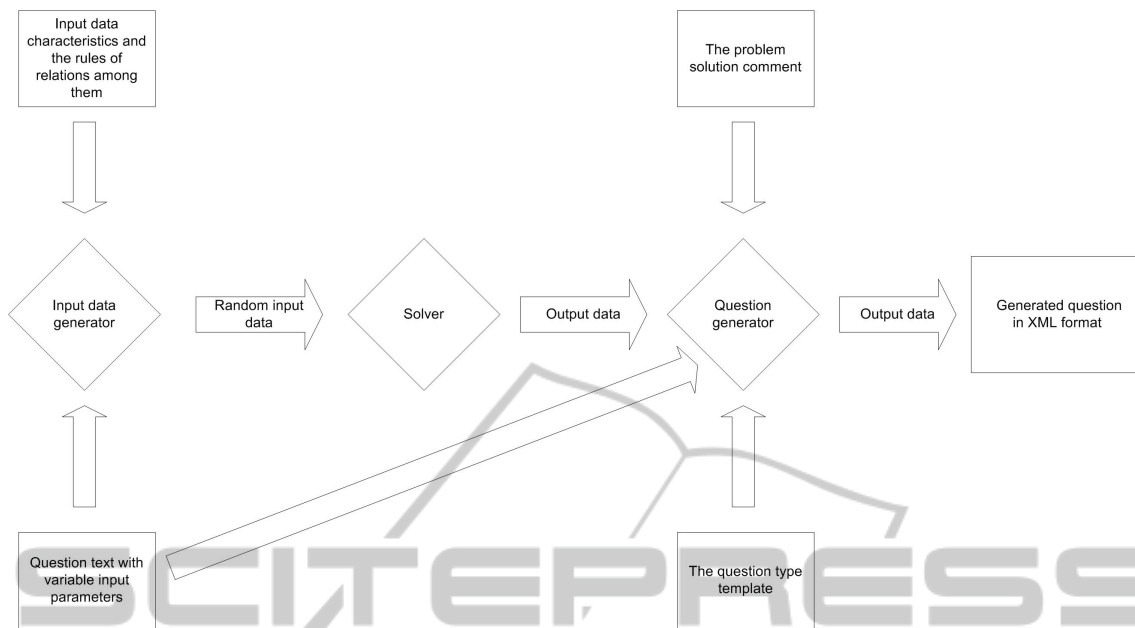 Input data
characteristics and
the rules of
relations among
them
The problem
solution comment
Input data
generator
Random input
data
Solver
Output data
Question
generator
Output data
Generated question
in XML format
Question text with
variable input
parameters
The question type
template
SCITEPRESS